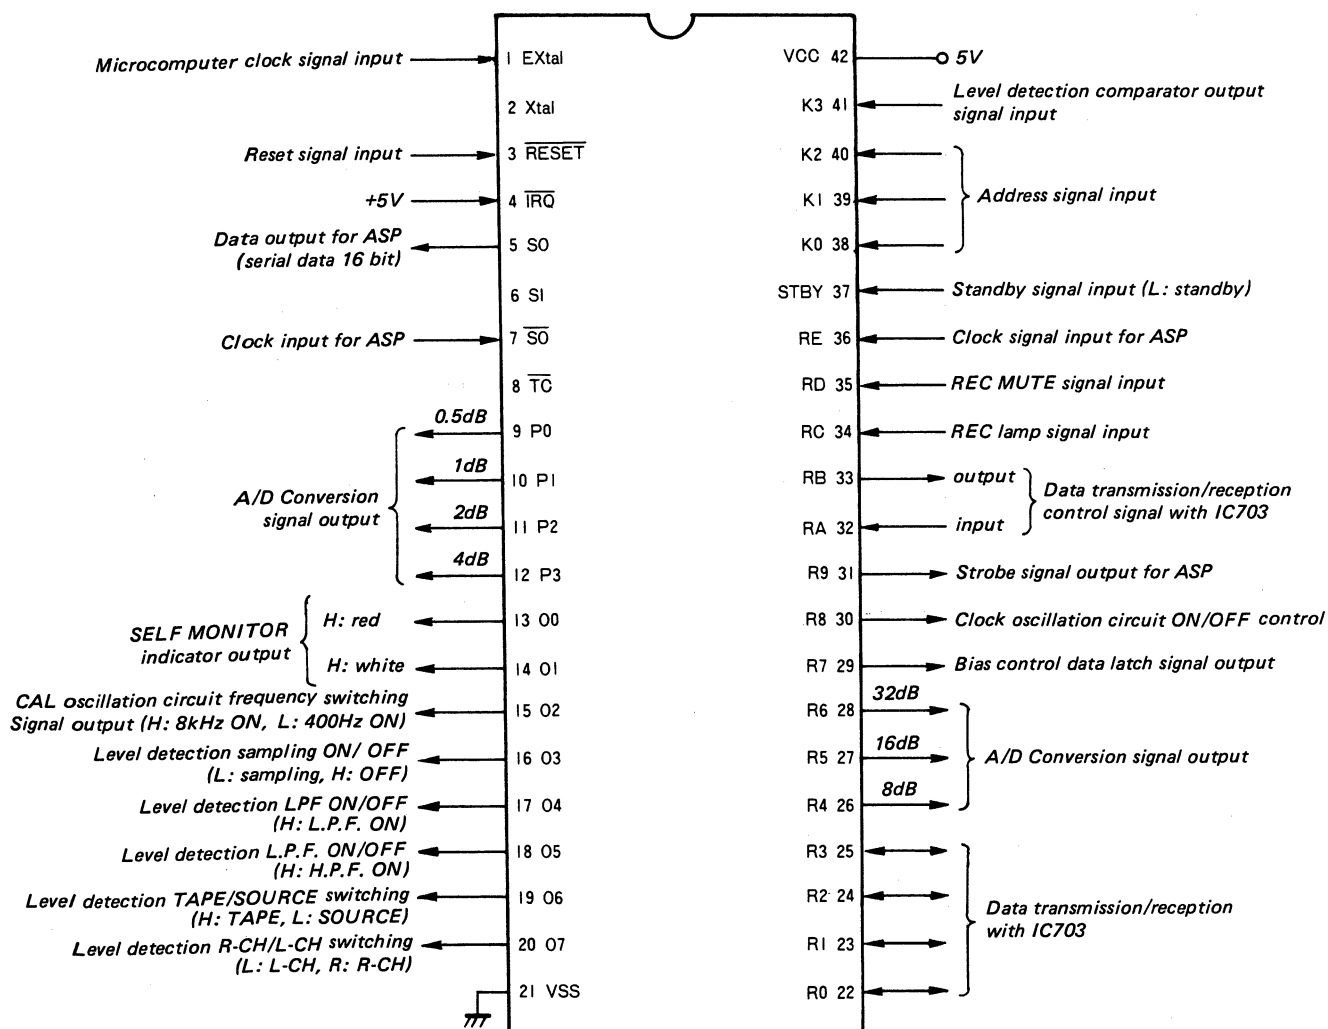 Microcomputer clock signal input
1 EXtal
2 Xtal
Reset signal input
3 RESET
+5V
4 IRQ
Data output for ASP
(serial data 16 bit)
5 SO
6 SI
Clock input for ASP
7 SO
8 TC
0.5dB
9 P0
1dB
10 P1
A/D Conversion
signal output
2dB
11 P2
4dB
12 P3
SELF MONITOR
indicator output
H: red
13 O0
H: white
14 O1
CAL oscillation circuit frequency switching
Signal output (H: 8kHz ON, L: 400Hz ON)
15 O2
Level detection sampling ON/ OFF
(L: sampling, H: OFF)
16 O3
Level detection LPF ON/OFF
(H: L.P.F. ON)
17 O4
Level detection L.P.F. ON/OFF
(H: H.P.F. ON)
18 O5
Level detection TAPE/SOURCE switching
(H: TAPE, L: SOURCE)
19 O6
Level detection R-CH/L-CH switching
(L: L-CH, R: R-CH)
20 O7
21 VSS
VCC 42
5V
K3 41
Level detection comparator output
signal input
K2 40
K1 39
Address signal input
K0 38
STBY 37
Standby signal input (L: standby)
RE 36
Clock signal input for ASP
RD 35
REC MUTE signal input
RC 34
REC lamp signal input
RB 33
output
RA 32
input
Data transmission/reception
control signal with IC703
R9 31
Strobe signal output for ASP
R8 30
Clock oscillation circuit ON/OFF control
R7 29
Bias control data latch signal output
32dB
R6 28
16dB
R5 27
A/D Conversion signal output
8dB
R4 26
R3 25
R2 24
Data transmission/reception
with IC703
R1 23
R0 22